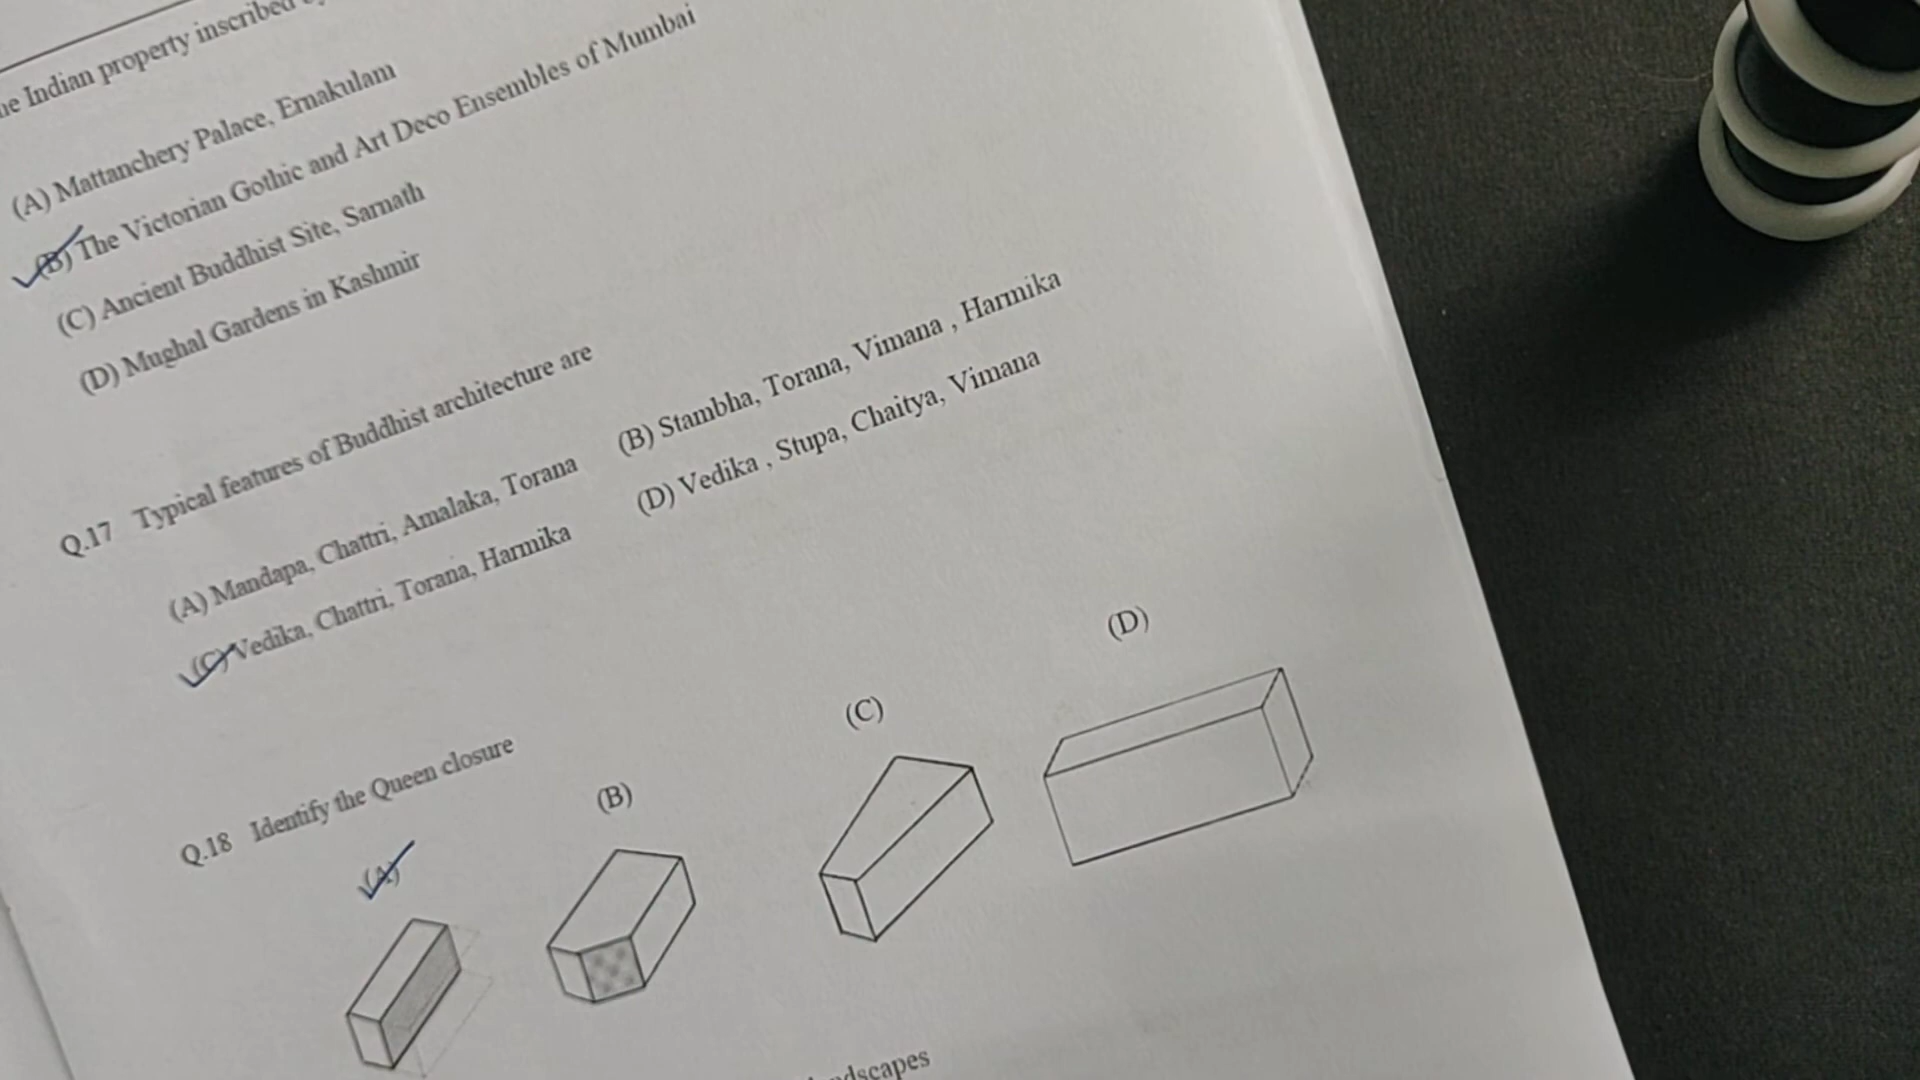 he Indian property inscribed
(A) Mattanchery Palace, Ernakulam
(B) The Victorian Gothic and Art Deco Ensembles of Mumbai
(C) Ancient Buddhist Site, Sarnath
(D) Mughal Gardens in Kashmir
Q.17 Typical features of Buddhist architecture are
(A) Mandapa, Chattri, Amalaka, Torana (B) Stambha, Torana, Vimana , Harmika
(C) Vedika, Chattri, Torana, Harmika (D) Vedika , Stupa, Chaitya, Vimana
Q.18 Identify the Queen closure
(A) (B) (C) (D)
ndscapes